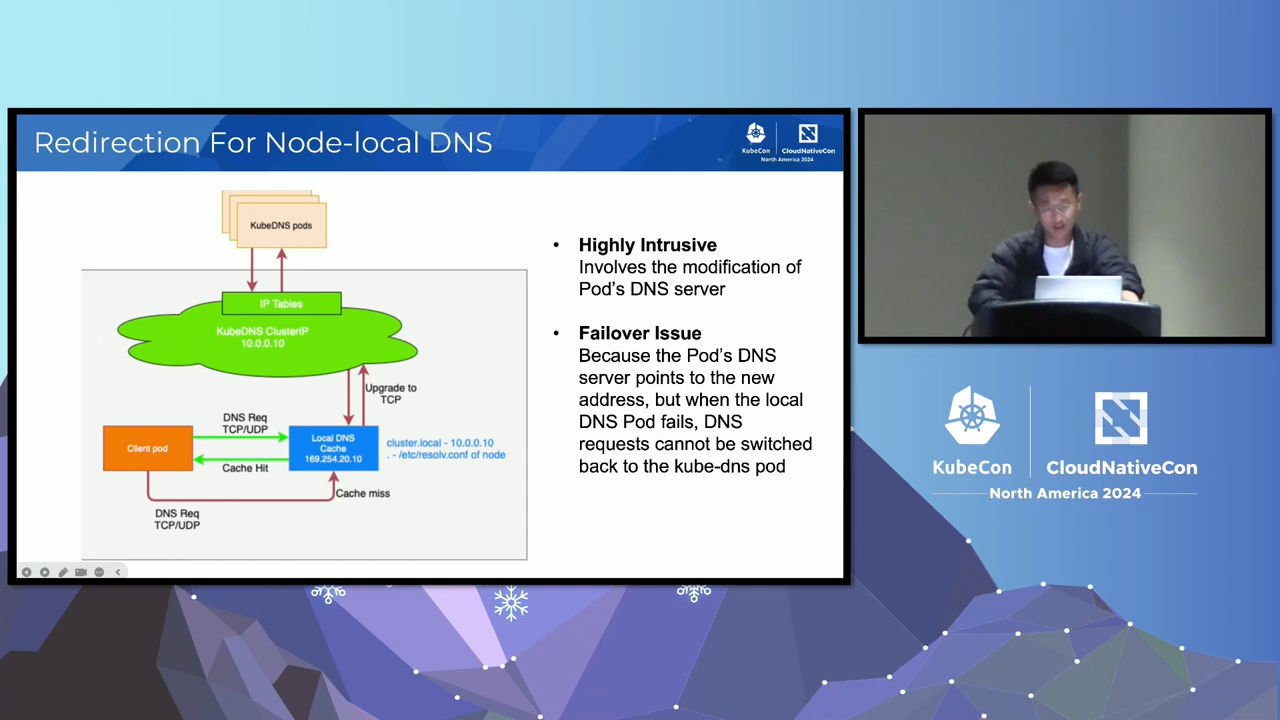 Redirection For Node-local DNS
KubeCon
CloudNativeCon
North America 2024
KubeDNS pods
IP Tables
KubeDNS ClusterIP
10.0.0.10
Upgrade to
TCP
DNS Req
TCP/UDP
Client pod
Local DNS
Cache
169.254.20.10
cluster.local - 10.0.0.10
. - /etc/resolv.conf of node
Cache Hit
Cache miss
DNS Req
TCP/UDP
• Highly Intrusive
Involves the modification of
Pod's DNS server
• Failover Issue
Because the Pod's DNS
server points to the new
address, but when the local
DNS Pod fails, DNS
requests cannot be switched
back to the kube-dns pod
KubeCon
CloudNativeCon
North America 2024